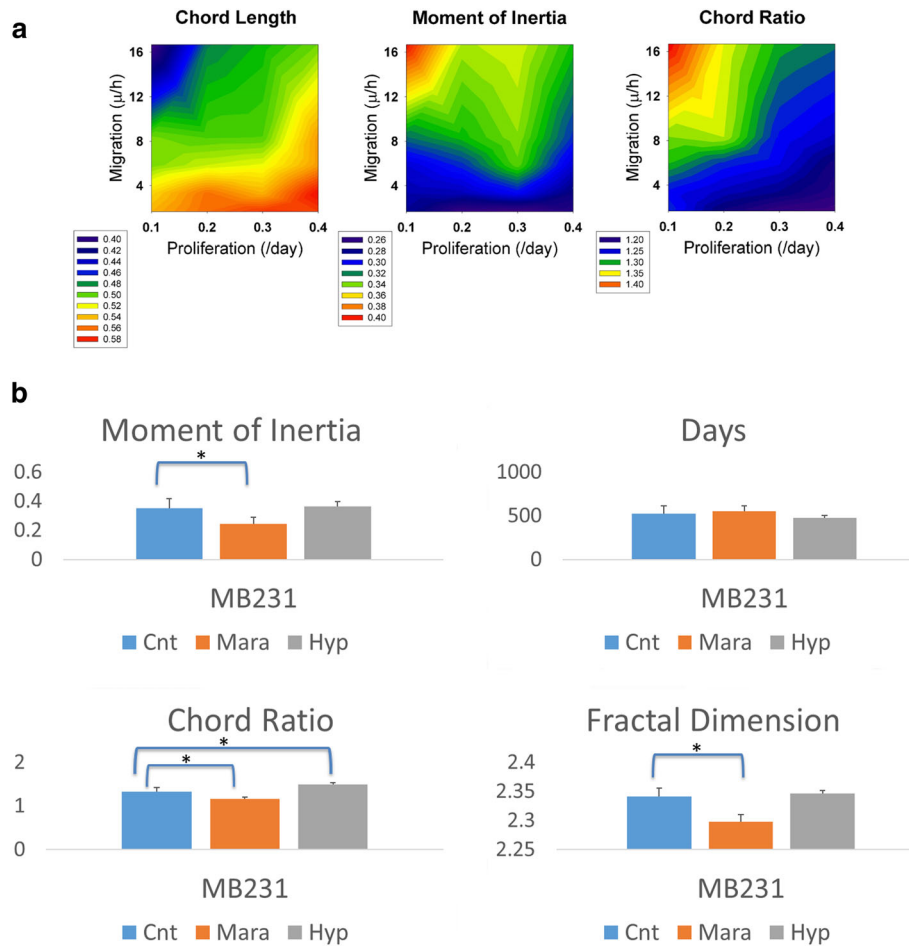 a
Chord Length
Moment of Inertia
Chord Ratio
Migration (μ/h)
16
12
8
4
0.1 0.2 0.3 0.4
Proliferation (/day)
0.40
0.42
0.44
0.46
0.48
0.50
0.52
0.54
0.56
0.58
Migration (μ/h)
16
12
8
4
0.1 0.2 0.3 0.4
Proliferation (/day)
0.26
0.28
0.30
0.32
0.34
0.36
0.38
0.40
Migration (μ/h)
16
12
8
4
0.1 0.2 0.3 0.4
Proliferation (/day)
1.20
1.25
1.30
1.35
1.40
b
Moment of Inertia
*
0.6
0.4
0.2
0
MB231
Cnt Mara Hyp
Days
1000
500
0
MB231
Cnt Mara Hyp
Chord Ratio
*
*
2
1
0
MB231
Cnt Mara Hyp
Fractal Dimension
*
2.4
2.35
2.3
2.25
MB231
Cnt Mara Hyp